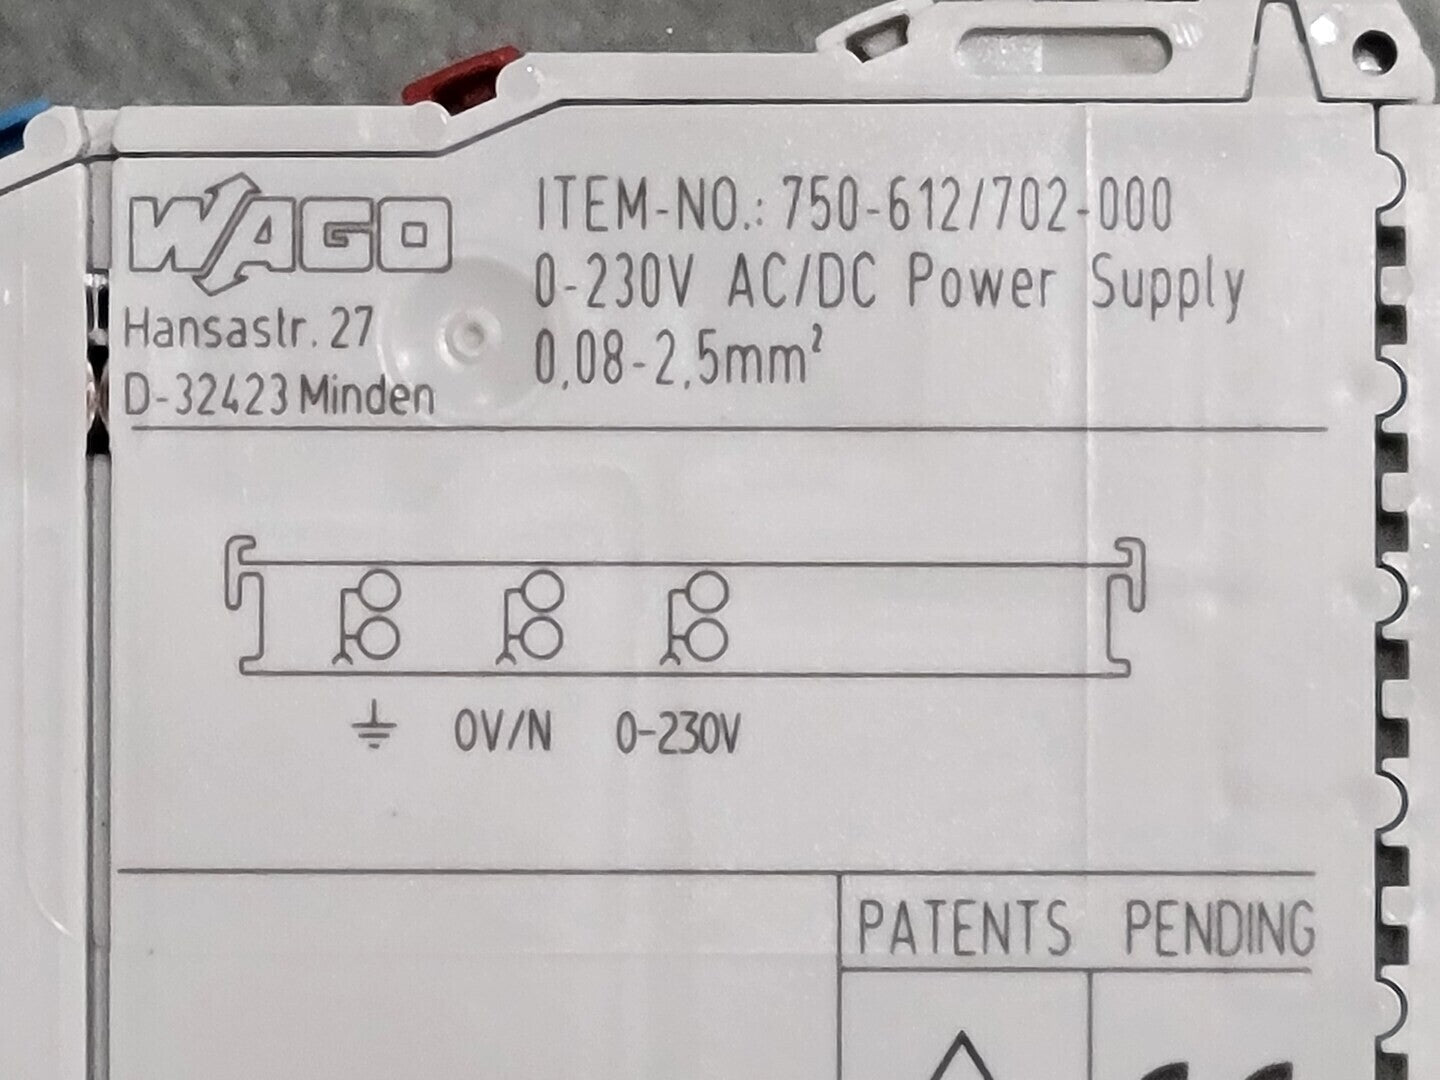 WAGO
Hansastr. 27
D-32423 Minden
ITEM-NO.: 750-612/702-000
0-230V AC/DC Power Supply
0,08-2,5mm²
0V/N 0-230V
PATENTS PENDING